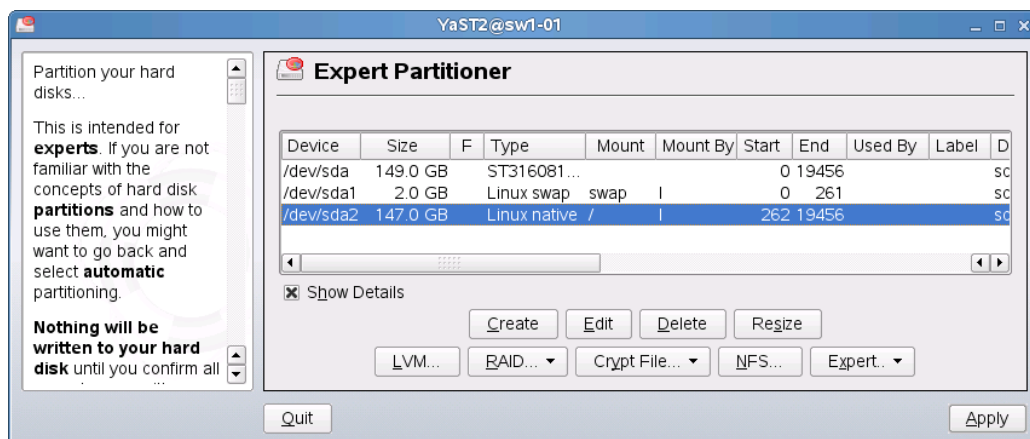 YaST2@sw1-01
Partition your hard
disks...
This is intended for
experts. If you are not
familiar with the
concepts of hard disk
partitions and how to
use them, you might
want to go back and
select automatic
partitioning.
Nothing will be
written to your hard
disk until you confirm all
Expert Partitioner
Device Size F Type Mount Mount By Start End Used By Label D
/dev/sda 149.0 GB ST316081... 0 19456 sc
/dev/sda1 2.0 GB Linux swap swap I 0 261 sc
/dev/sda2 147.0 GB Linux native / I 262 19456 sc
Show Details
Create Edit Delete Resize
LVM... RAID... Crypt File... NFS... Expert..
Quit Apply